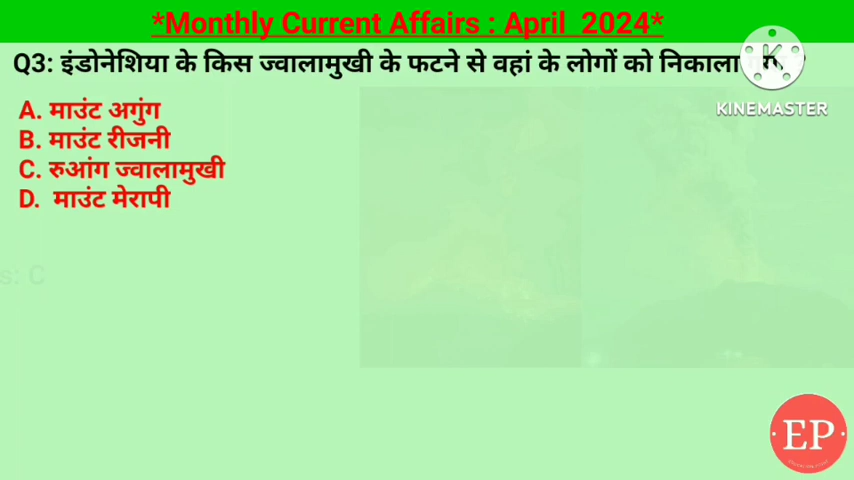 *Monthly Current Affairs : April 2024*
Q3: इंडोनेशिया के किस ज्वालामुखी के फटने से वहां के लोगों को निकाला
KINEMASTER
A. माउंट अगुंग
B. माउंट रीजनी
C. रुआंग ज्वालामुखी
D. माउंट मेरापी
s: C
EP